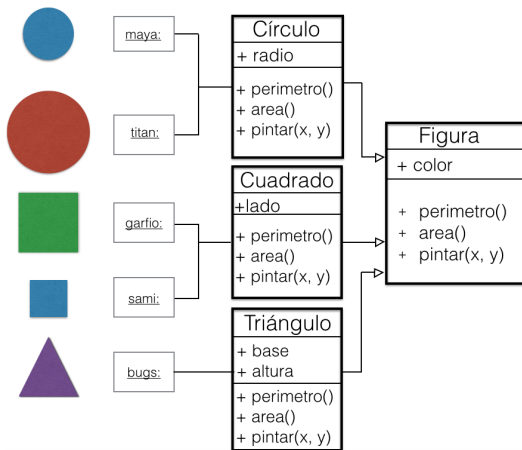 maya:
titan:
garfio:
sami:
bugs:
Círculo
+ radio
+ perimetro()
+ area()
+ pintar(x, y)
Cuadrado
+lado
+ perimetro()
+ area()
+ pintar(x, y)
Triángulo
+ base
+ altura
+ perimetro()
+ area()
+ pintar(x, y)
Figura
+ color
+ perimetro()
+ area()
+ pintar(x, y)